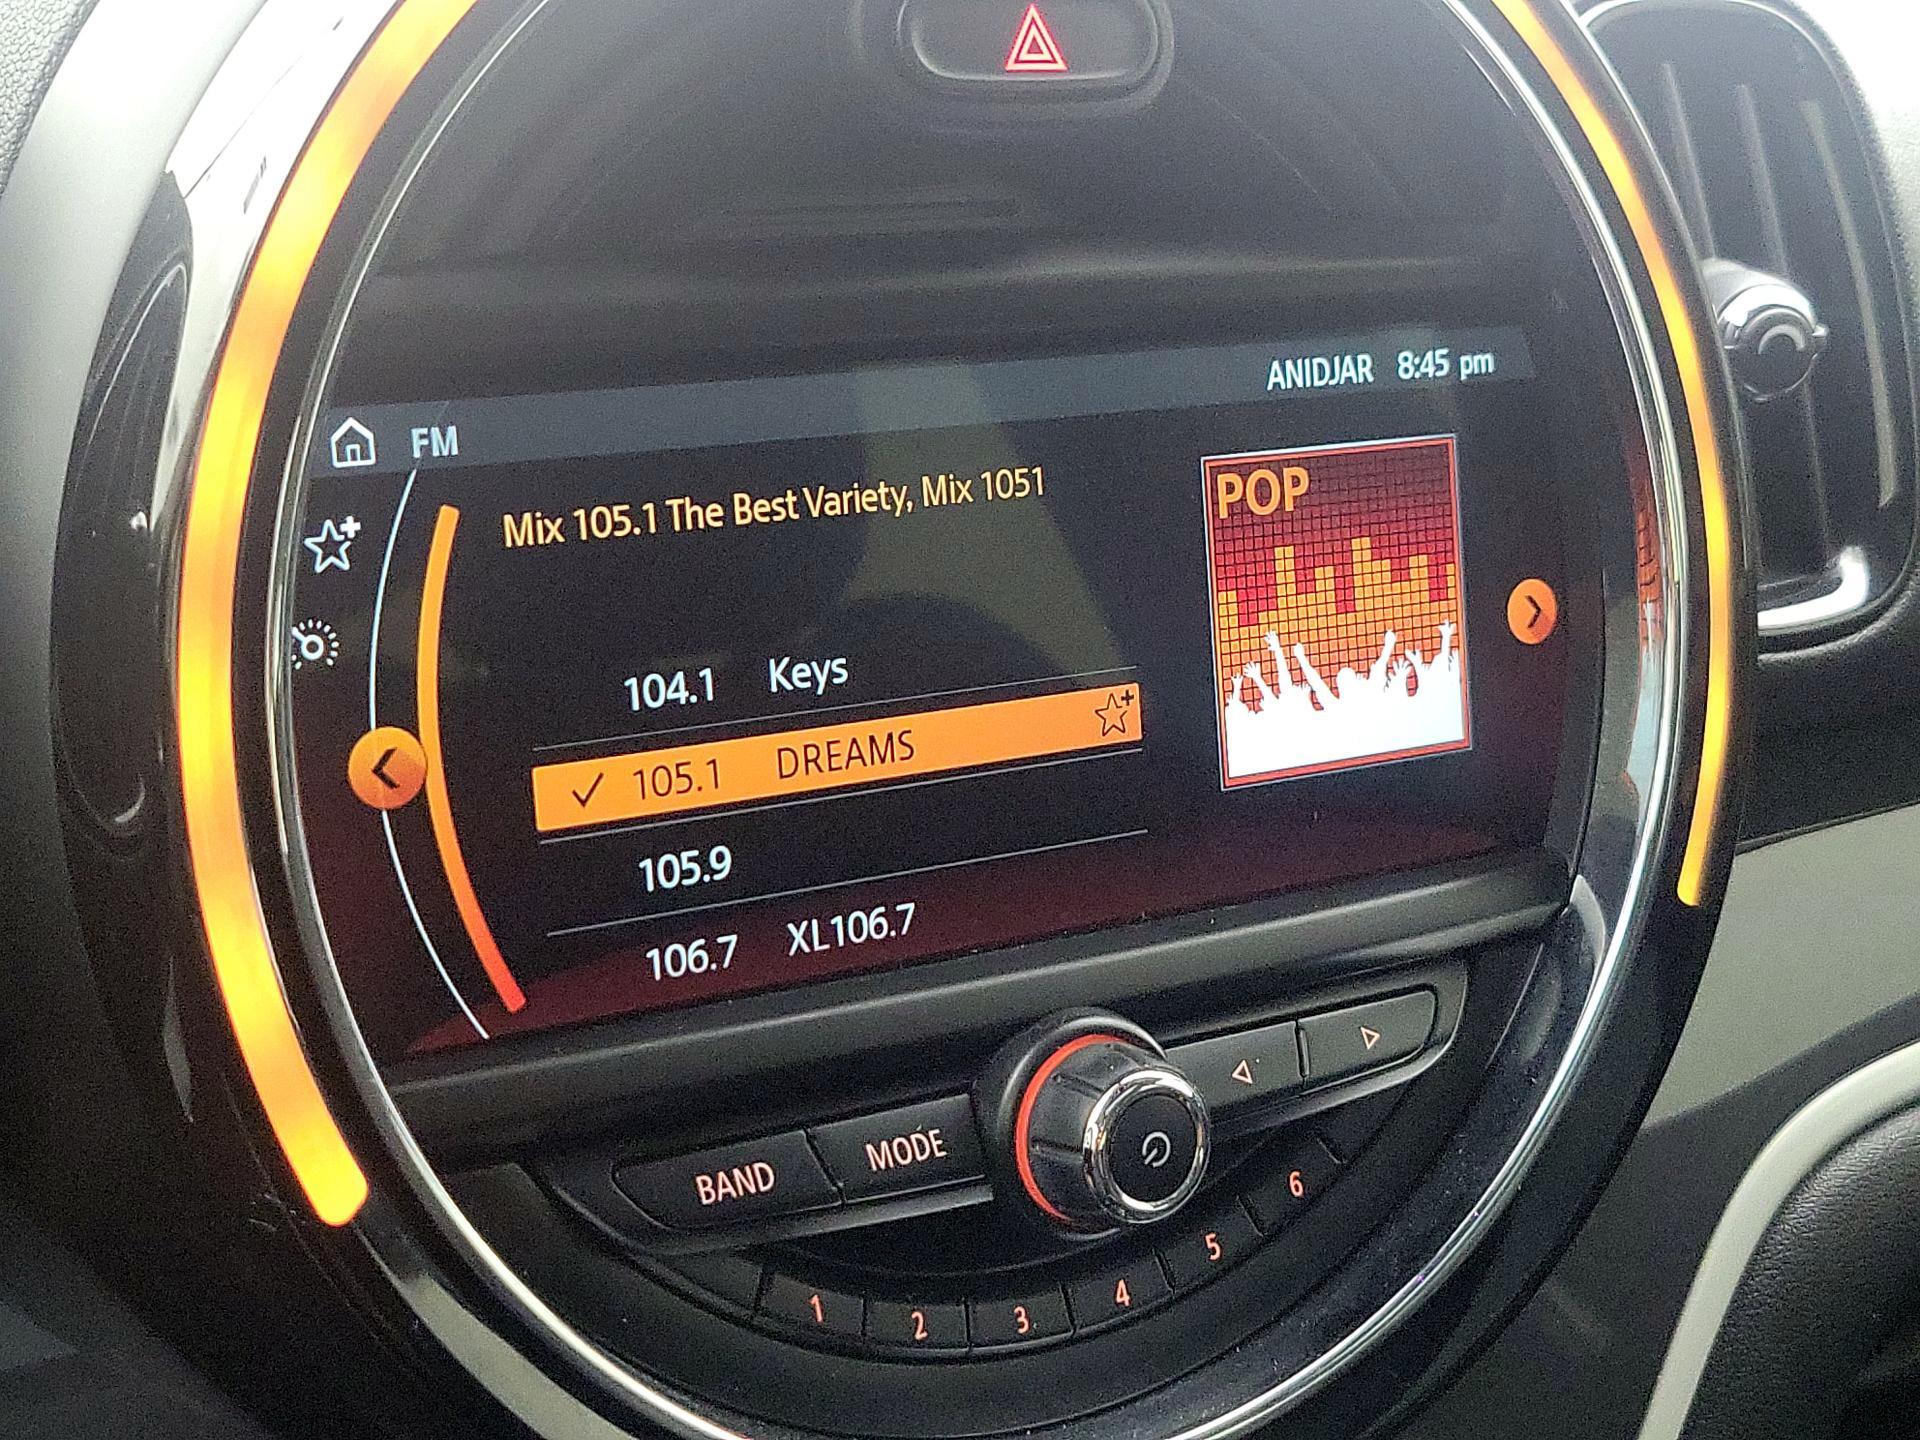 ANIDJAR 8:45 pm
FM
Mix 105.1 The Best Variety, Mix 1051
POP
104.1 Keys
105.1 DREAMS
105.9
106.7 XL106.7
BAND MODE
1 2 3 4 5 6